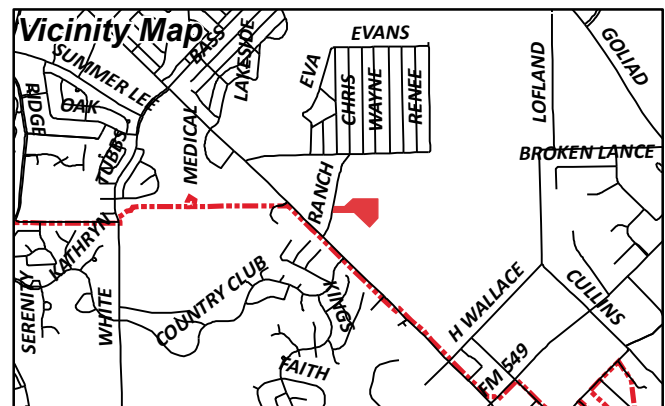 Vicinity Map
SUMMER LEE
BASS
LAKESIDE
EVANS
EVA
CHRIS
WAYNE
RENEE
LOFLAND
GOLIAD
RIDGE
OAK
TUBBS
MEDICAL
BROKEN LANCE
RANCH
KATHRYN
SERENITY
WHITE
COUNTRY CLUB
KINGS
FAITH
H WALLACE
CULLINS
FM 549